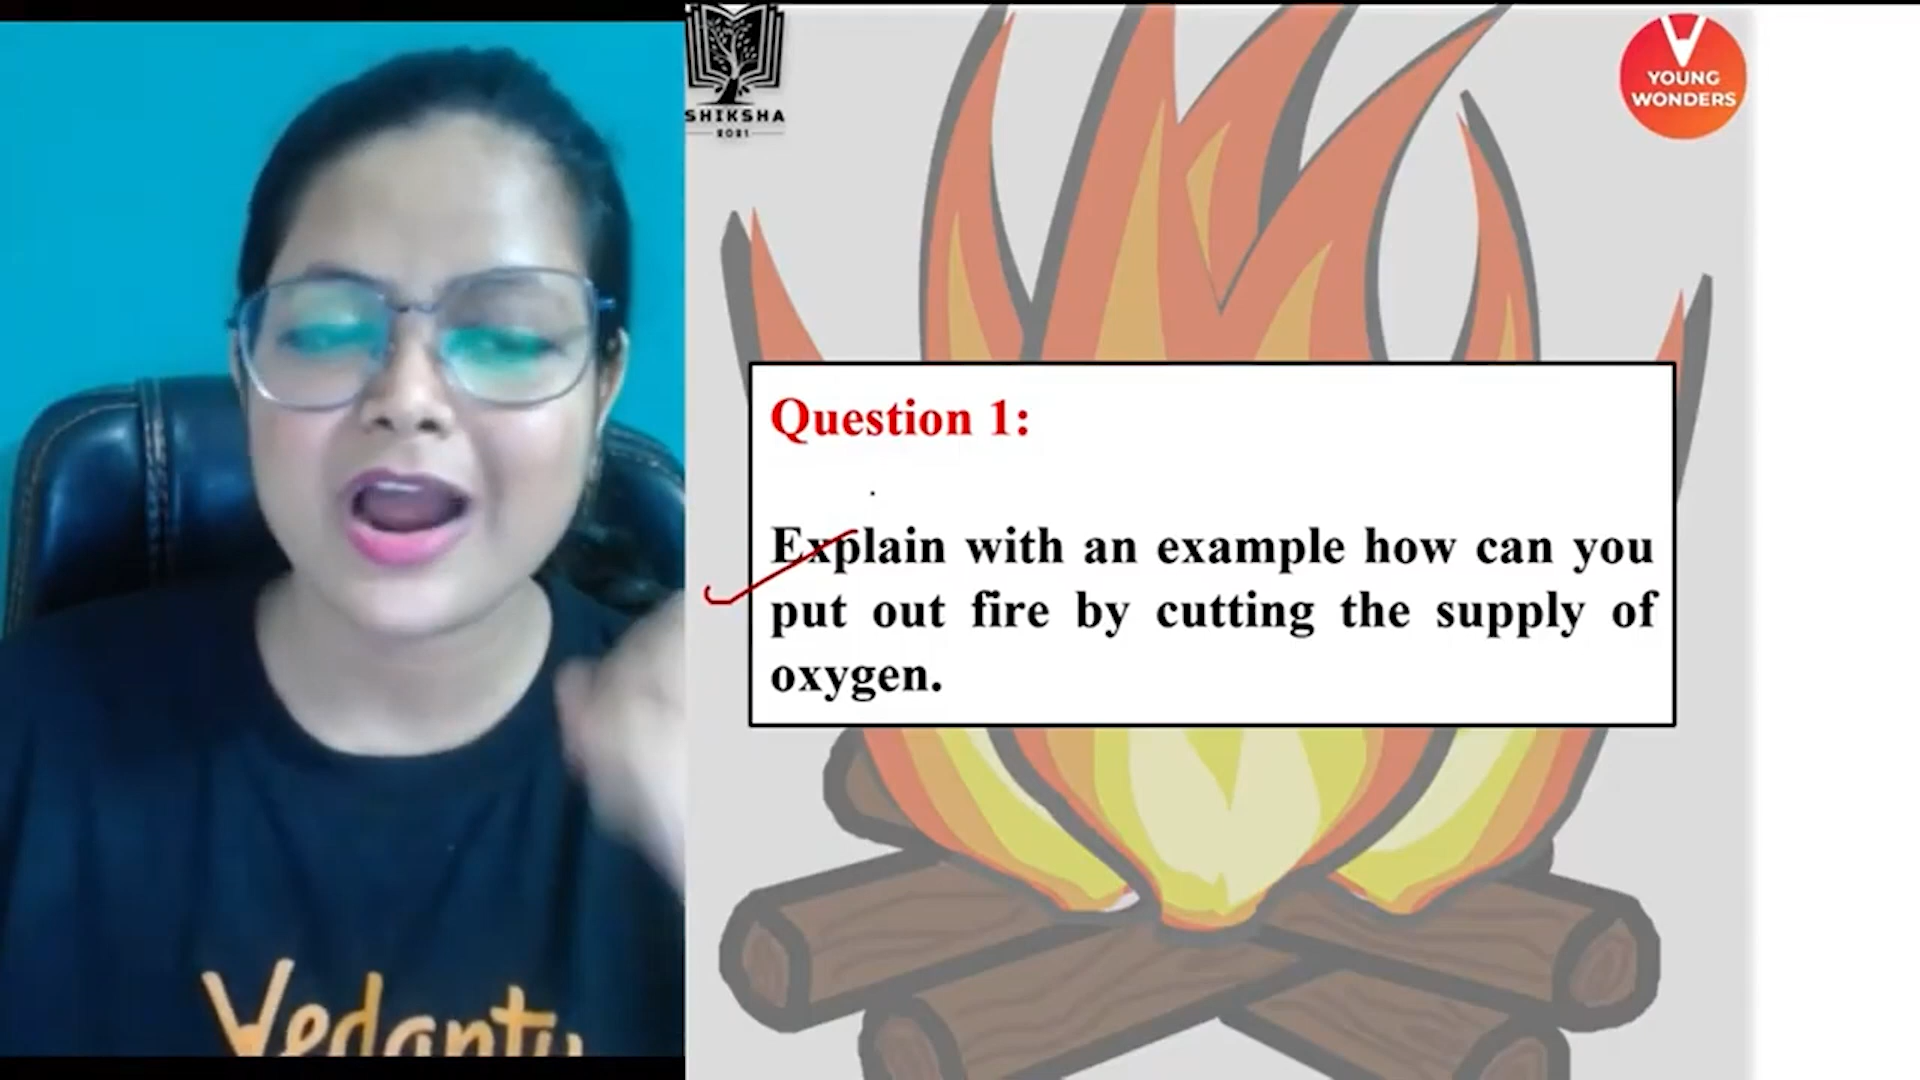 SHIKSHA
2021
YOUNG
WONDERS
Question 1:
Explain with an example how can you
put out fire by cutting the supply of
oxygen.
Vedantu